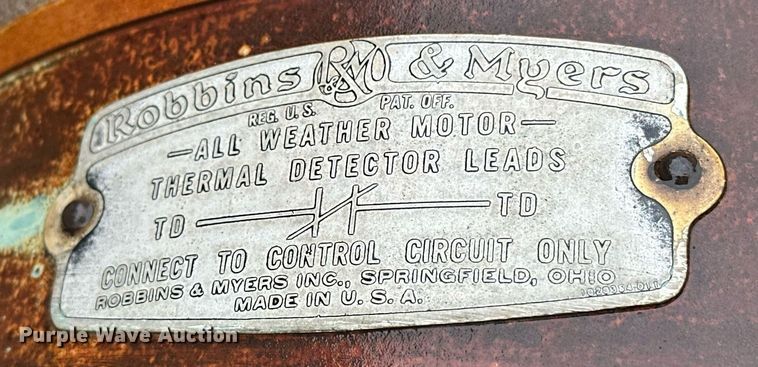 Robbins R&M & Myers
REG. U.S. PAT. OFF.
—ALL WEATHER MOTOR—
THERMAL DETECTOR LEADS
TD TD
CONNECT TO CONTROL CIRCUIT ONLY
ROBBINS & MYERS INC., SPRINGFIELD, OHIO
MADE IN U.S.A.
Purple Wave Auction